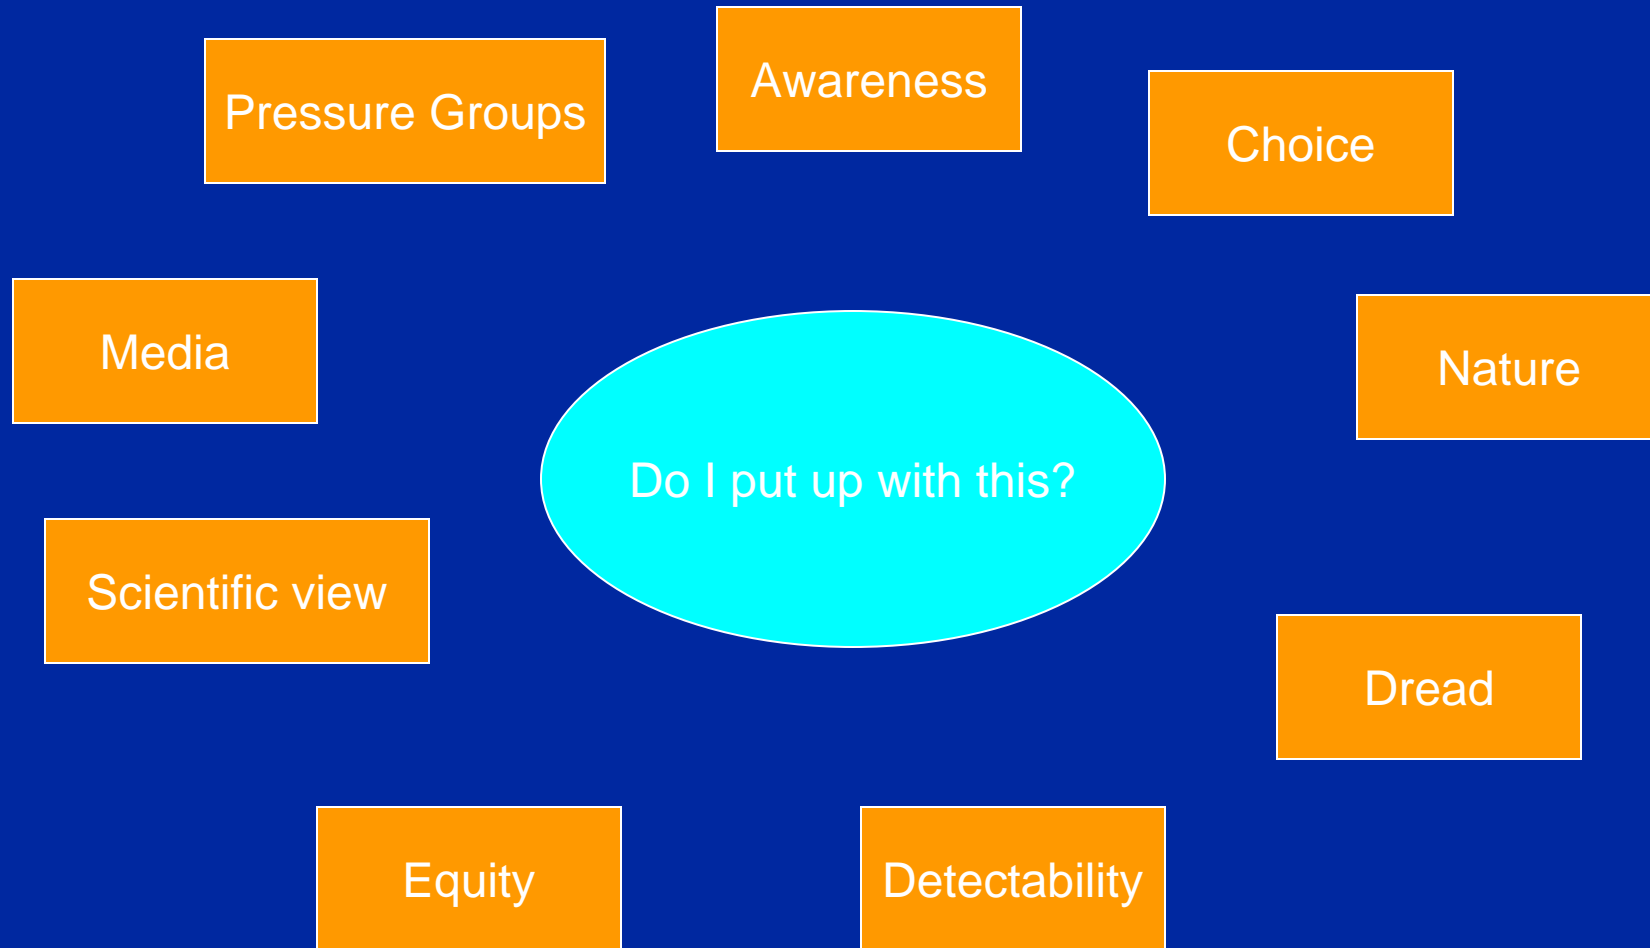 Awareness
Pressure Groups
Choice
Media
Nature
Do I put up with this?
Scientific view
Dread
Equity
Detectability